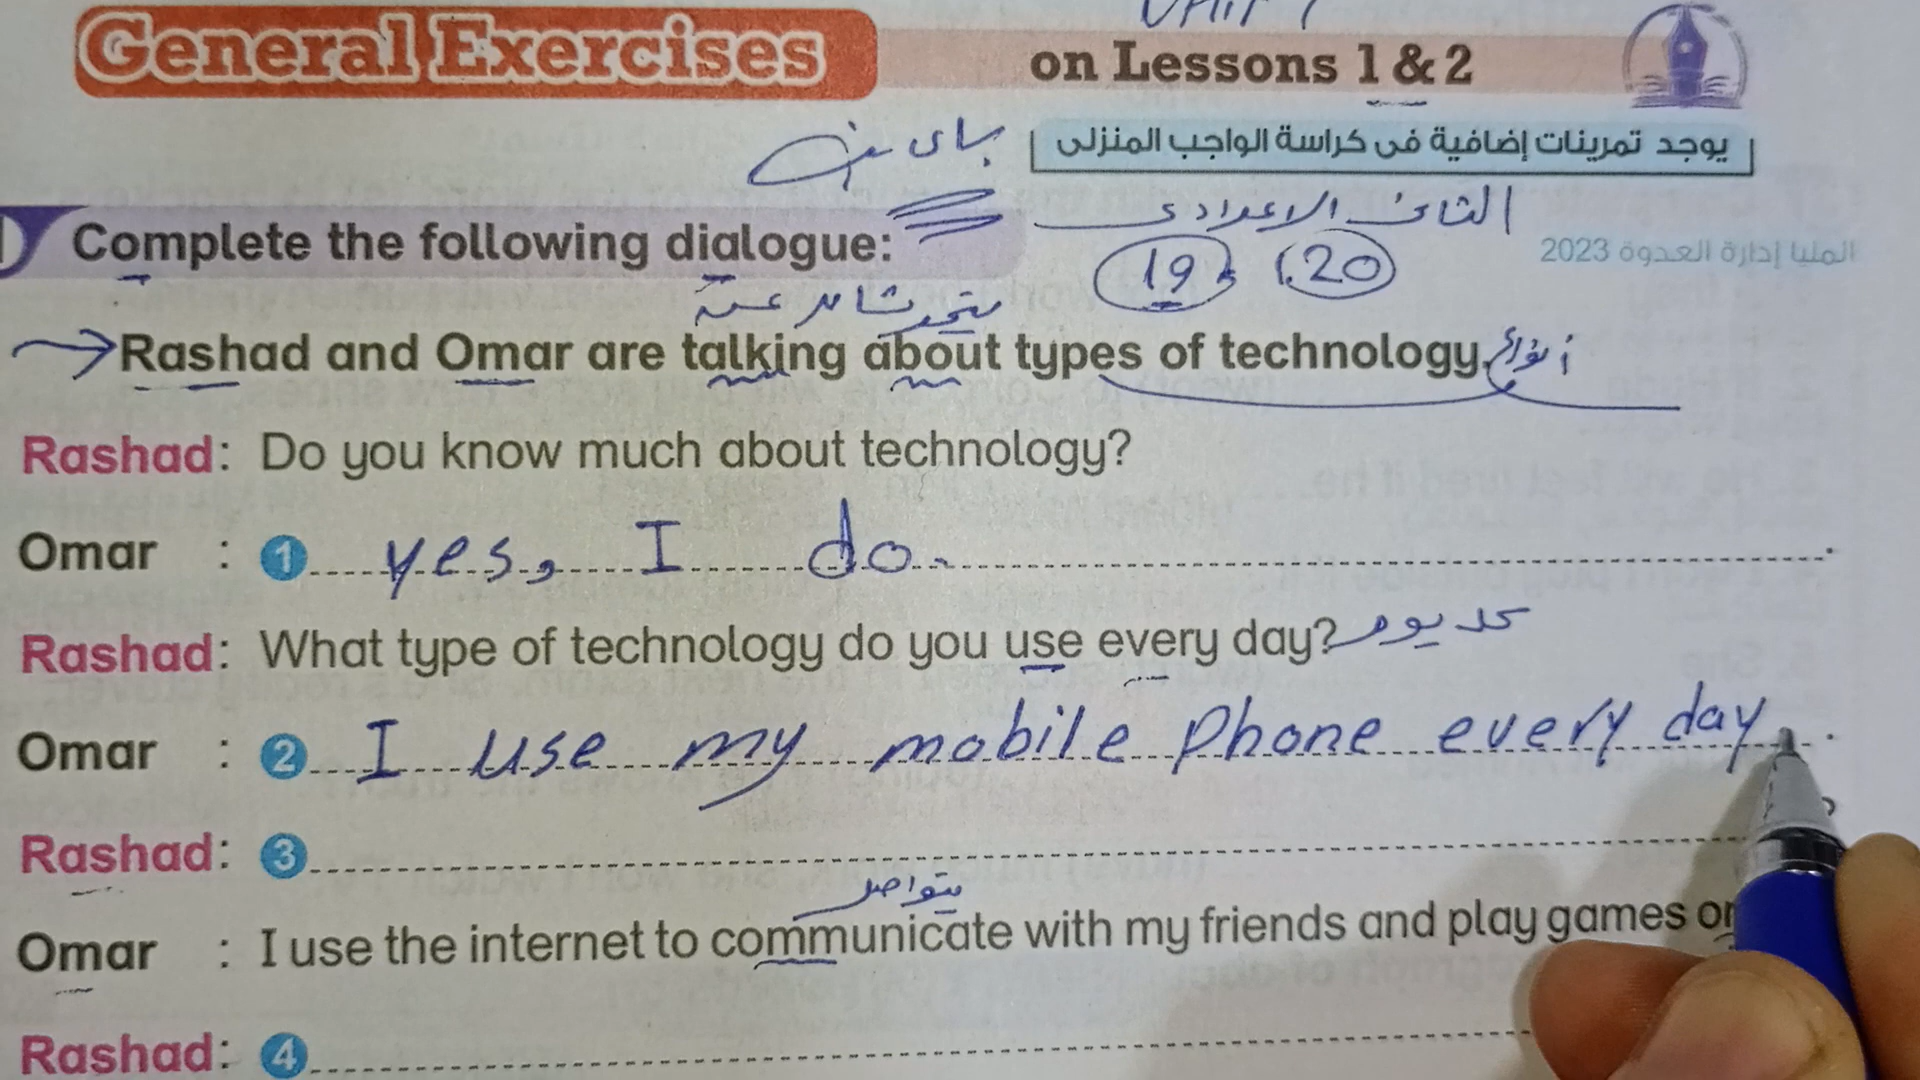 General Exercises on Lessons 1 & 2
يوجد تمرينات إضافية فى كراسة الواجب المنزلى
Complete the following dialogue:
الثانى الاعدادى
19 20
المنيا إدارة العدوة 2023
Rashad and Omar are talking about types of technology.
أنواع
Rashad: Do you know much about technology?
Omar : 1 yes, I do.
Rashad: What type of technology do you use every day?
كل يوم
Omar : 2 I use my mobile phone every day.
Rashad: 3
يتواصل
Omar : I use the internet to communicate with my friends and play games
Rashad: 4